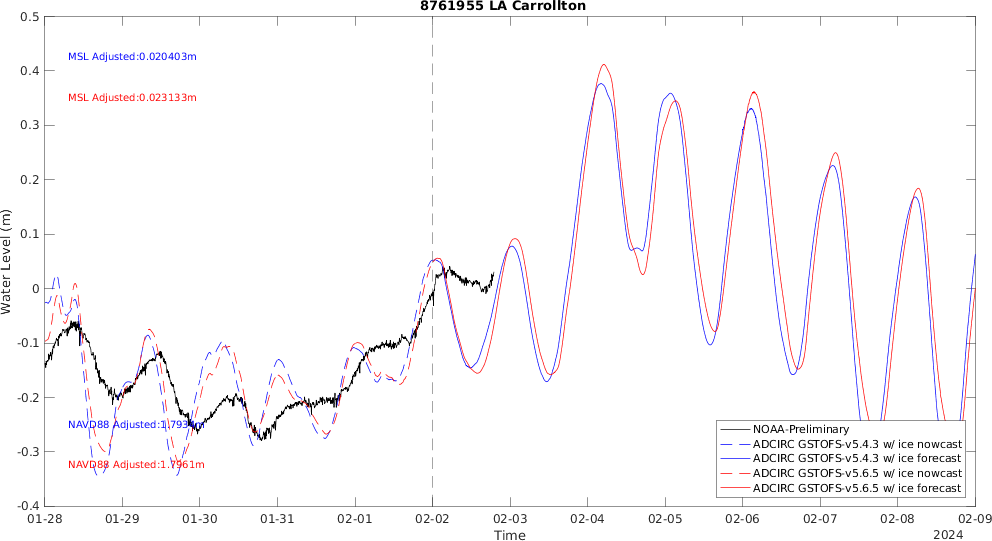 8761955 LA Carrollton
0.5
0.4
0.3
0.2
0.1
0
-0.1
-0.2
-0.3
-0.4
Water Level (m)
MSL Adjusted:0.020403m
MSL Adjusted:0.023133m
NAVD88 Adjusted:1.793
NAVD88 Adjusted:1.7961m
NOAA-Preliminary
ADCIRC GSTOFS-v5.4.3 w/ ice nowcast
ADCIRC GSTOFS-v5.4.3 w/ ice forecast
ADCIRC GSTOFS-v5.6.5 w/ ice nowcast
ADCIRC GSTOFS-v5.6.5 w/ ice forecast
01-28 01-29 01-30 01-31 02-01 02-02 02-03 02-04 02-05 02-06 02-07 02-08 02-09
Time
2024